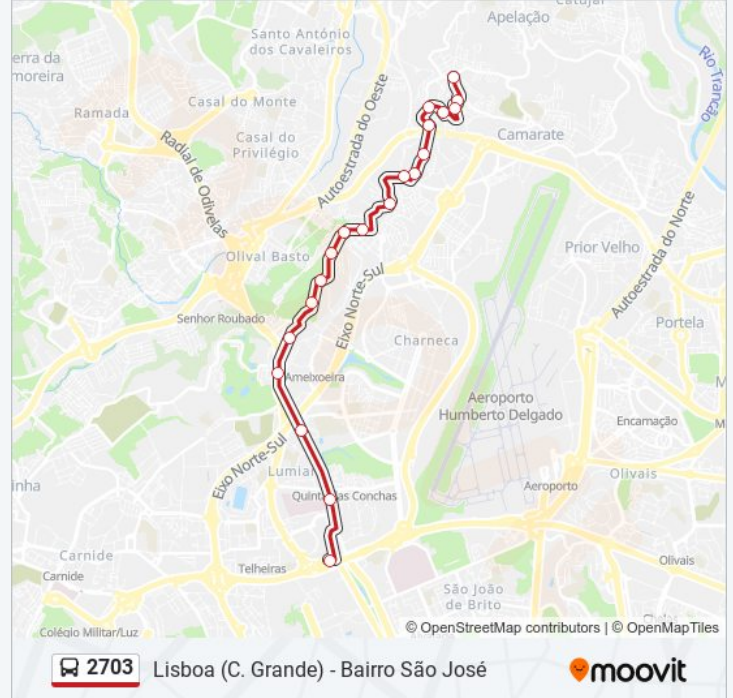 Catujal
Apelação
Santo António
dos Cavaleiros
erra da
moreira
Rio Trancão
Casal do Monte
Ramada
Autoestrada do Oeste
Camarate
Casal do
Privilégio
Radial de Odivelas
Autoestrada do Norte
Prior Velho
Olival Basto
Eixo Norte-Sul
Senhor Roubado
Portela
Charneca
Ameixoeira
M
Aeroporto
Humberto Delgado
Encarnação
M
Eixo Norte-Sul
Lumiar
Olivais
inha
Aeroporto
Quinta das Conchas
Carnide
Olivais
Telheiras
Carnide
São João
de Brito
Colégio Militar/Luz
© OpenStreetMap contributors | © OpenMapTiles
2703 Lisboa (C. Grande) - Bairro São José
moovit